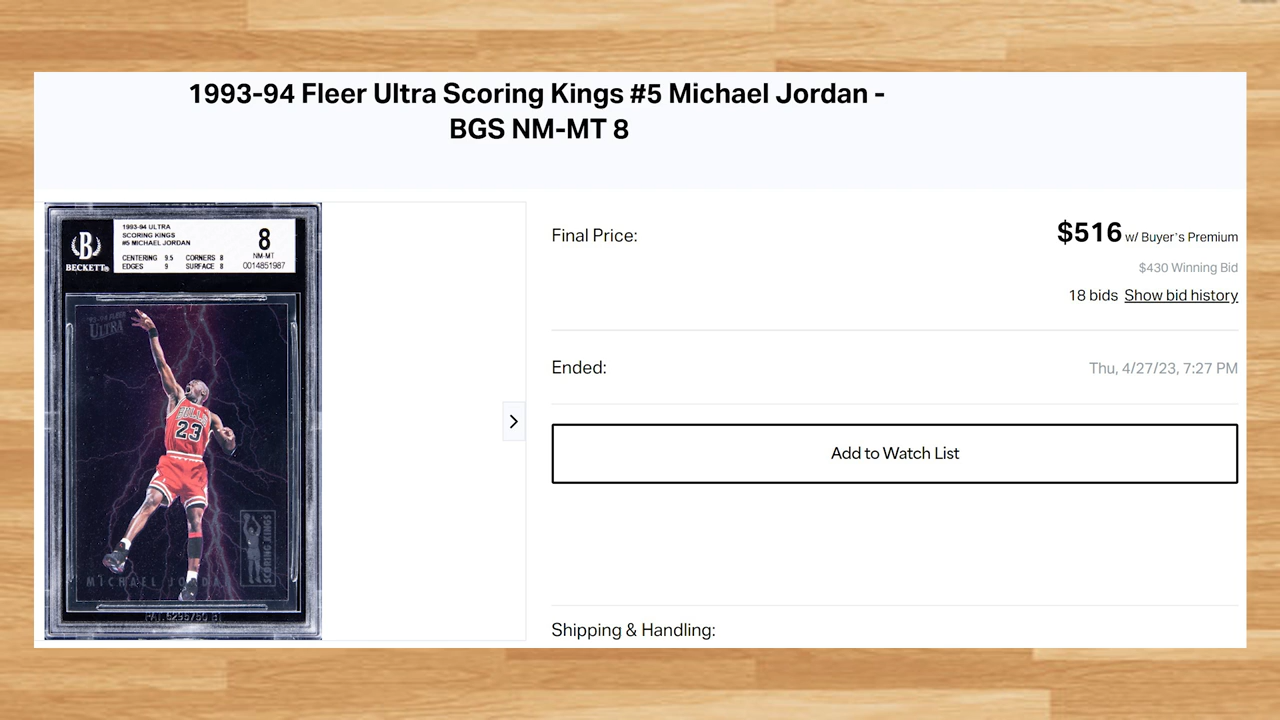 1993-94 Fleer Ultra Scoring Kings #5 Michael Jordan -
BGS NM-MT 8
1993-94 ULTRA
SCORING KINGS
#5 MICHAEL JORDAN
CENTERING 9.5 CORNERS 8
EDGES 9 SURFACE 8
8
NM-MT
0014851987
B
BECKETT®
93-94 FLEER
ULTRA
BULLS
23
SCORING KINGS
MICHAEL JORDAN
Final Price:
$516 w/ Buyer's Premium
$430 Winning Bid
18 bids Show bid history
Ended:
Thu, 4/27/23, 7:27 PM
Add to Watch List
Shipping & Handling: